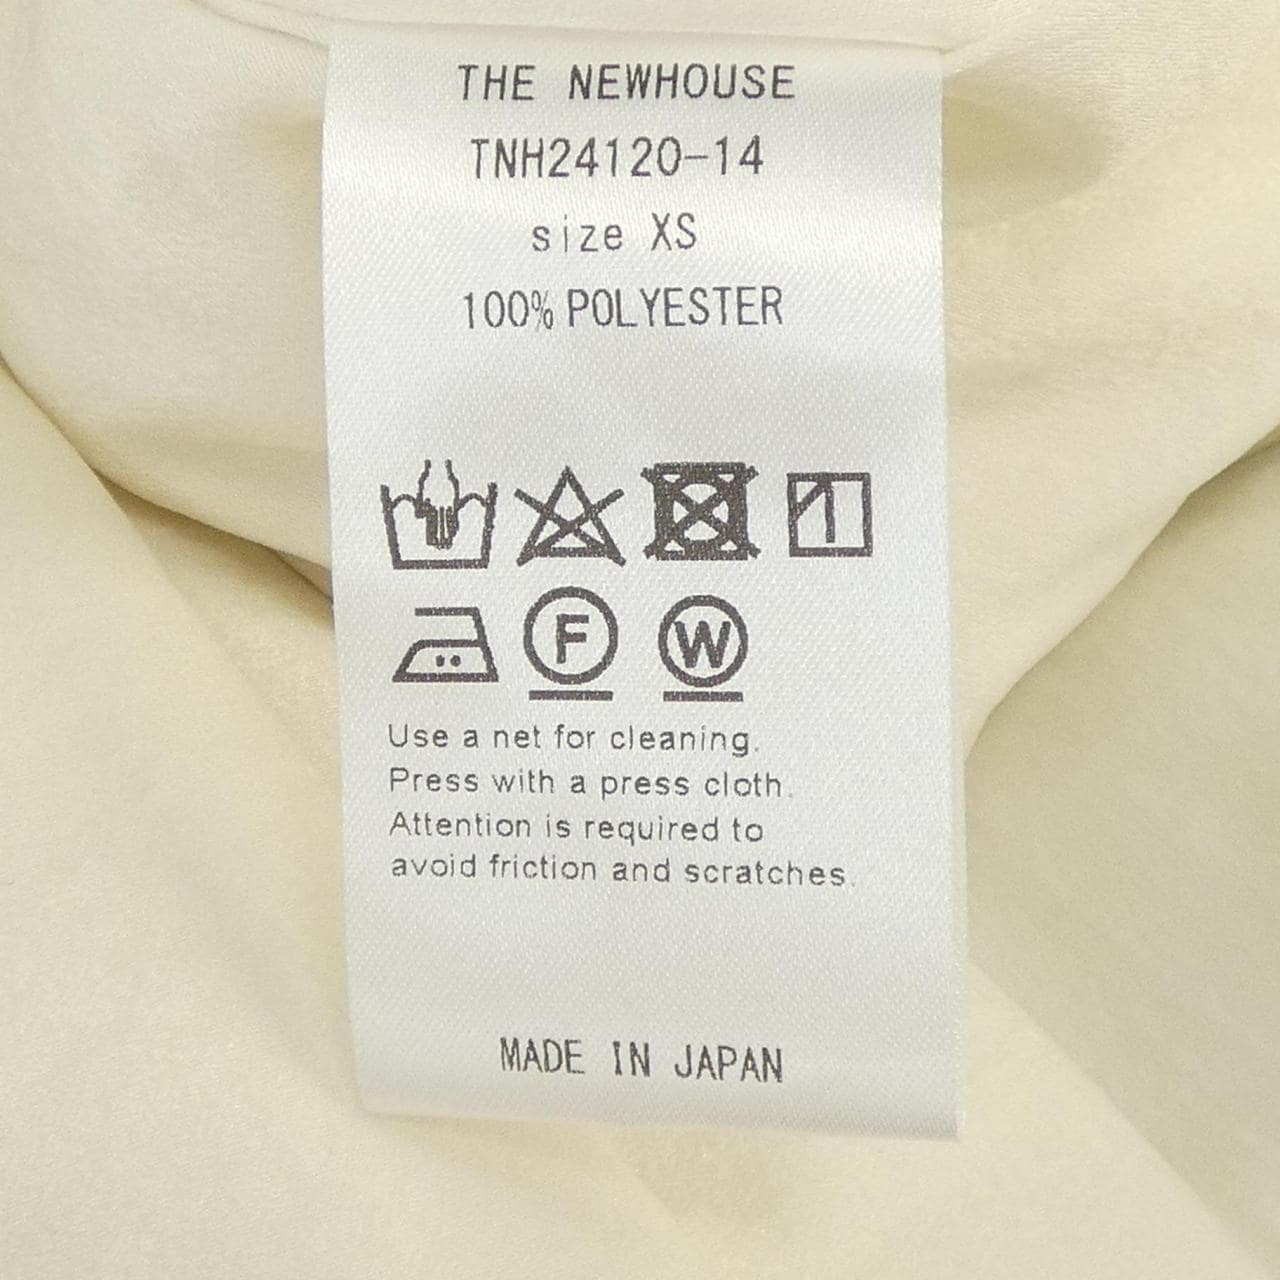 THE NEWHOUSE
TNH24120-14
size XS
100% POLYESTER
F W
Use a net for cleaning.
Press with a press cloth.
Attention is required to
avoid friction and scratches.
MADE IN JAPAN